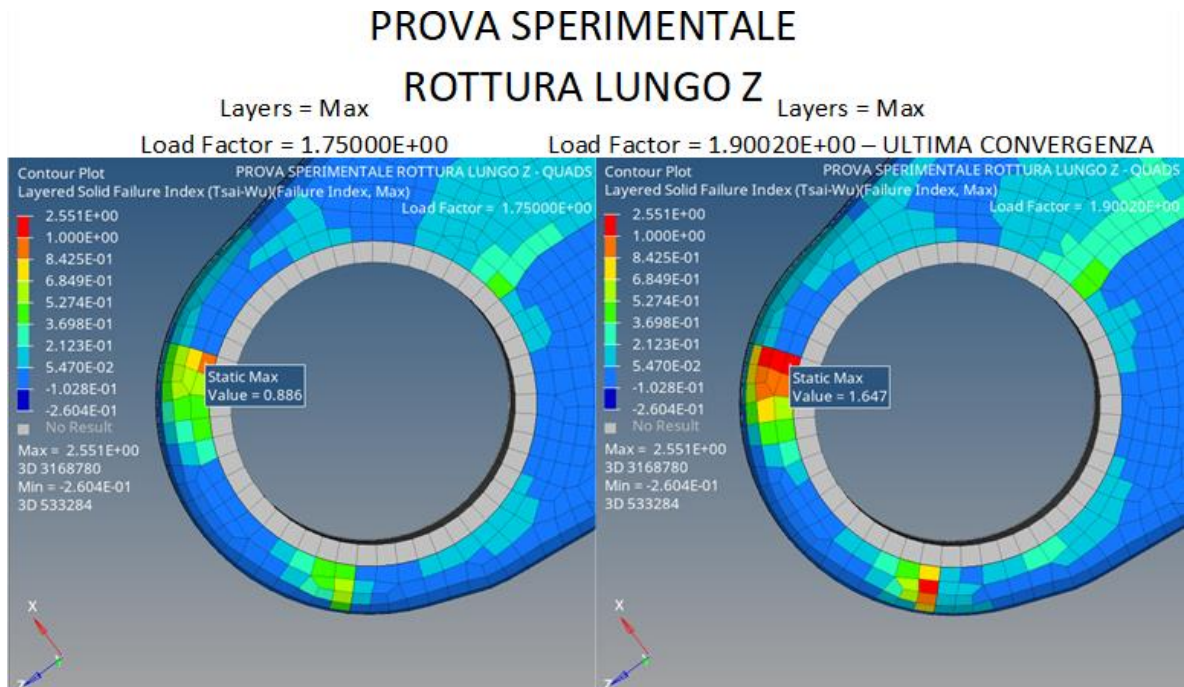 PROVA SPERIMENTALE
ROTTURA LUNGO Z
Layers = Max
Load Factor = 1.75000E+00
Layers = Max
Load Factor = 1.90020E+00 – ULTIMA CONVERGENZA
Contour Plot
PROVA SPERIMENTALE ROTTURA LUNGO Z - QUADS
Layered Solid Failure Index (Tsai-Wu)(Failure Index, Max)
Load Factor = 1.75000E+00
2.551E+00
1.000E+00
8.425E-01
6.849E-01
5.274E-01
3.698E-01
2.123E-01
5.470E-02
-1.028E-01
-2.604E-01
No Result
Max = 2.551E+00
3D 3168780
Min = -2.604E-01
3D 533284
Static Max
Value = 0.886
X
Z
Contour Plot
PROVA SPERIMENTALE ROTTURA LUNGO Z - QUADS
Layered Solid Failure Index (Tsai-Wu)(Failure Index, Max)
Load Factor = 1.90020E+00
2.551E+00
1.000E+00
8.425E-01
6.849E-01
5.274E-01
3.698E-01
2.123E-01
5.470E-02
-1.028E-01
-2.604E-01
No Result
Max = 2.551E+00
3D 3168780
Min = -2.604E-01
3D 533284
Static Max
Value = 1.647
X
Z